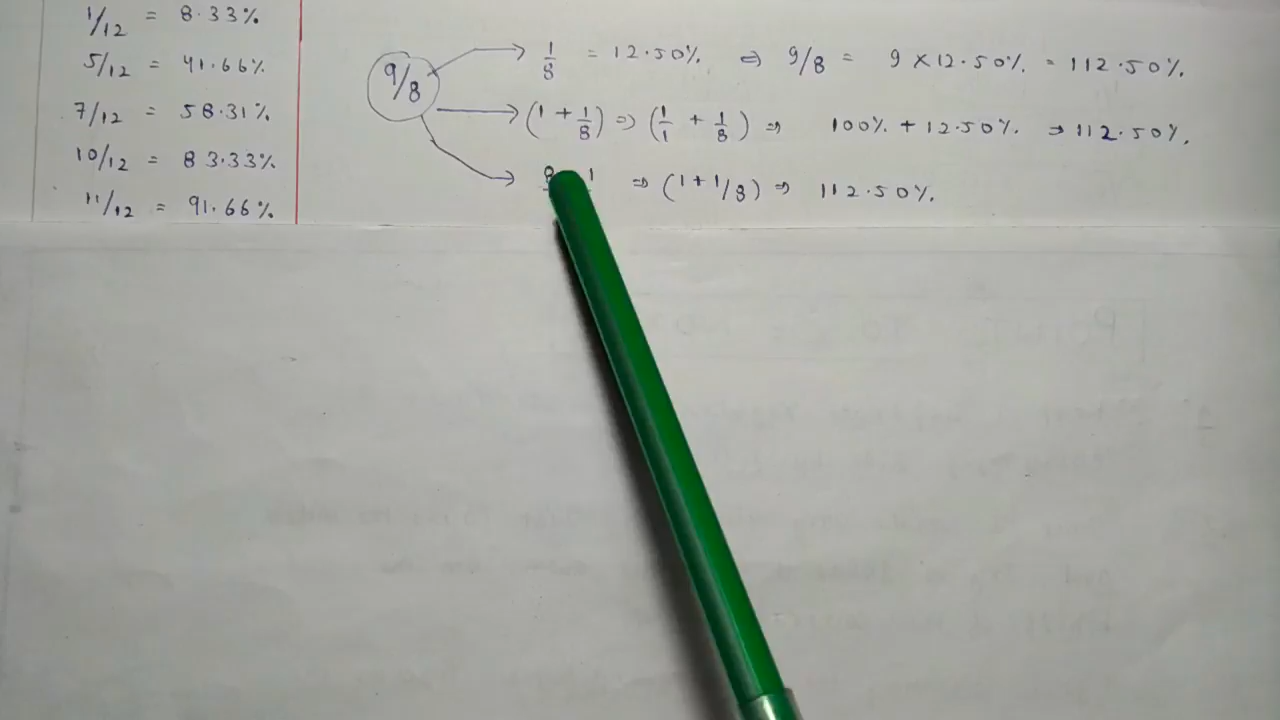 1/12 = 8.33%
5/12 = 41.66%
7/12 = 58.31%
10/12 = 83.33%
11/12 = 91.66%
9/8
1/8 = 12.50% ⇒ 9/8 = 9 × 12.50% = 112.50%.
(1 + 1/8) ⇒ (1/1 + 1/8) ⇒ 100% + 12.50% ⇒ 112.50%.
8 1 ⇒ (1 + 1/8) ⇒ 112.50%.